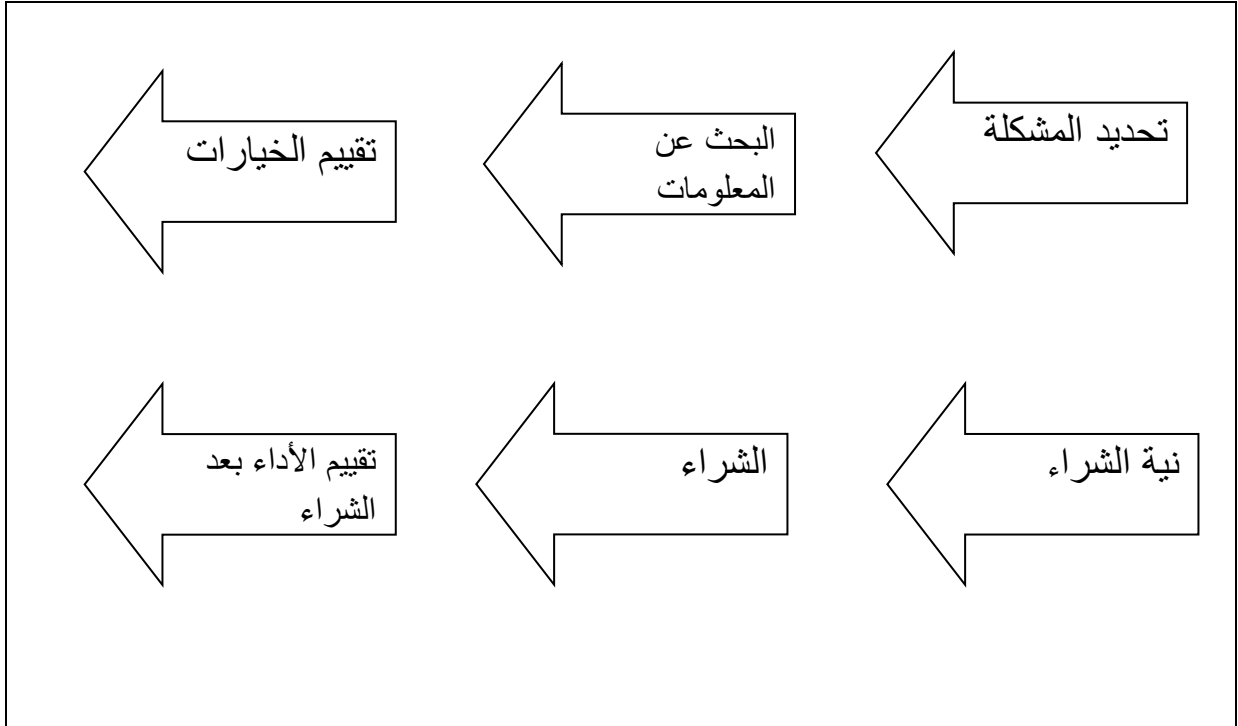 تحديد المشكلة
البحث عن
المعلومات
تقييم الخيارات
نية الشراء
الشراء
تقييم الأداء بعد
الشراء